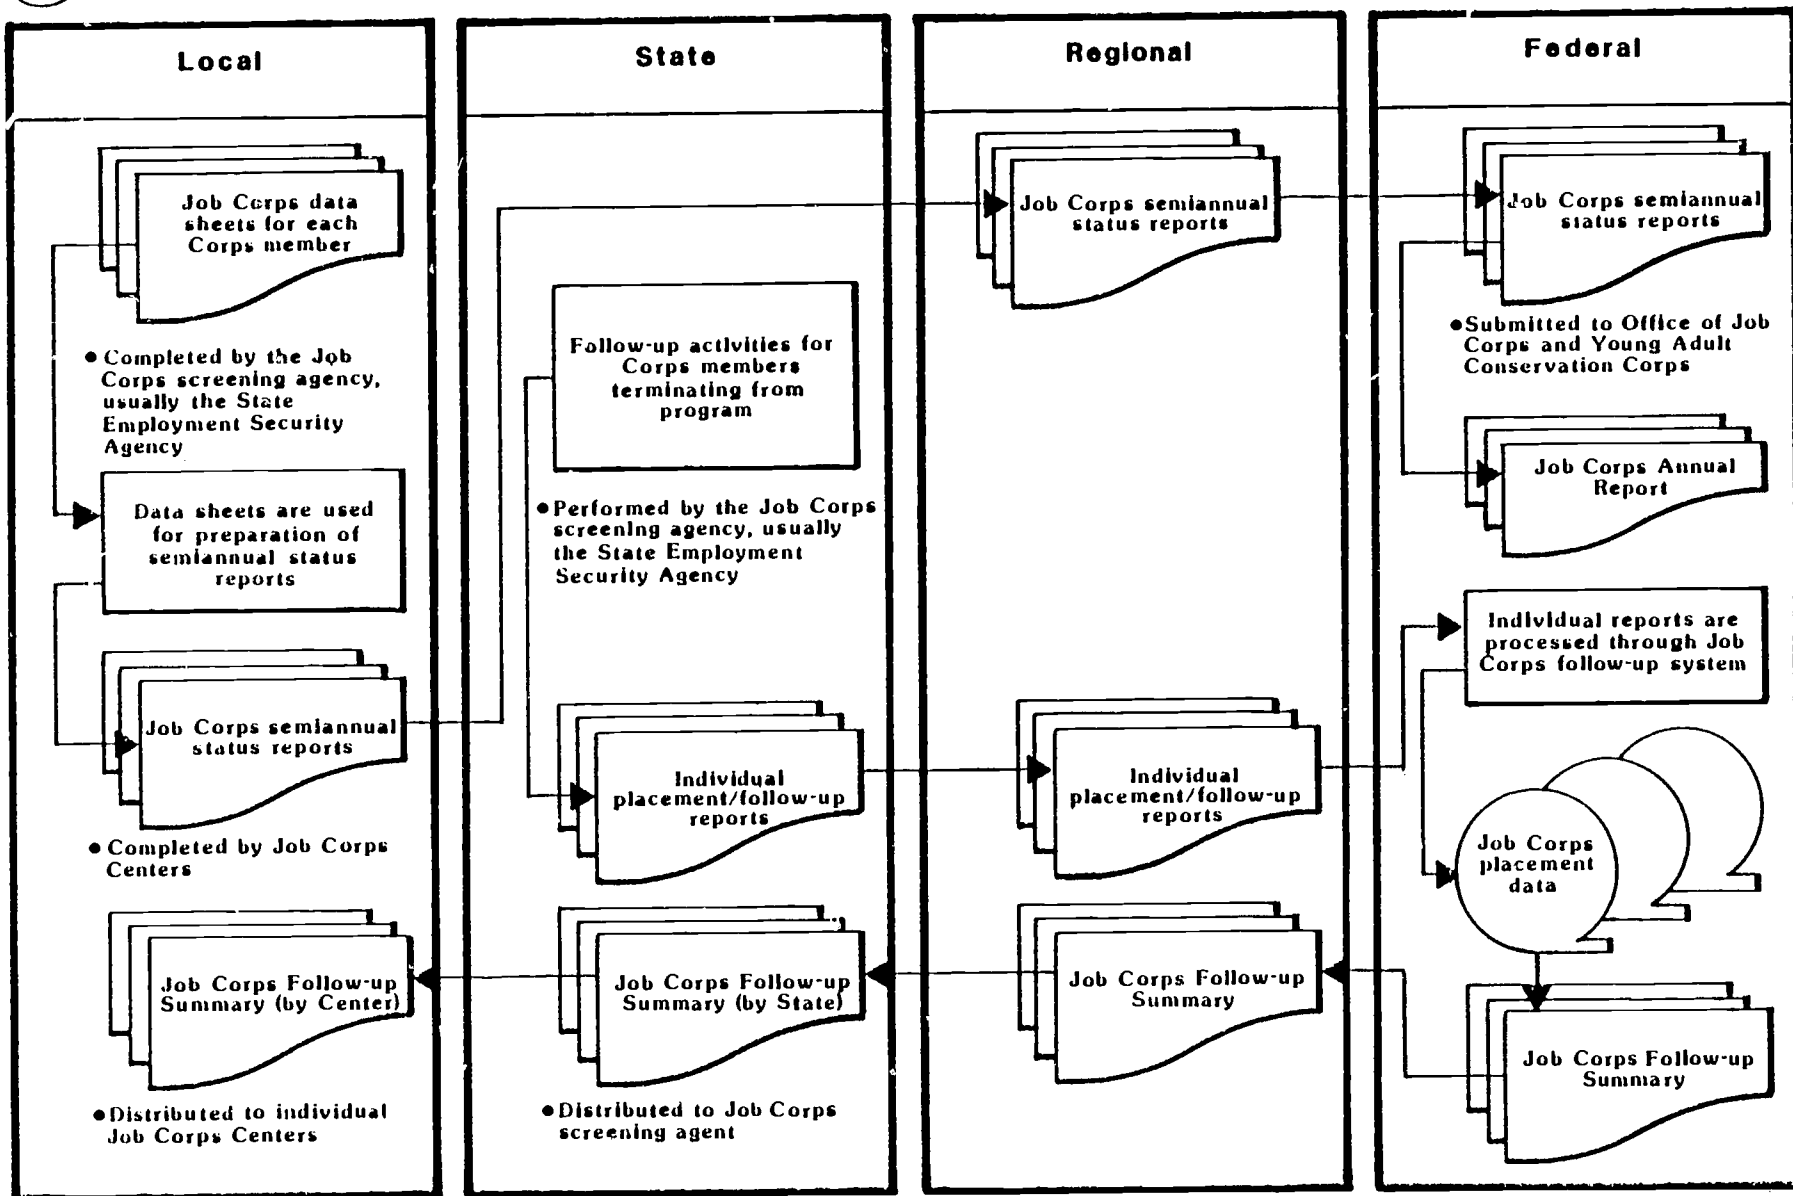 Local
Job Corps data
sheets for each
Corps member
• Completed by the Job
Corps screening agency,
usually the State
Employment Security
Agency
Data sheets are used
for preparation of
semiannual status
reports
Job Corps semiannual
status reports
• Completed by Job Corps
Centers
Job Corps Follow-up
Summary (by Center)
• Distributed to individual
Job Corps Centers
State
Follow-up activities for
Corps members
terminating from
program
• Performed by the Job Corps
screening agency, usually
the State Employment
Security Agency
Individual
placement/follow-up
reports
Job Corps Follow-up
Summary (by State)
• Distributed to Job Corps
screening agent
Regional
Job Corps semiannual
status reports
Individual
placement/follow-up
reports
Job Corps Follow-up
Summary
Federal
Job Corps semiannual
status reports
• Submitted to Office of Job
Corps and Young Adult
Conservation Corps
Job Corps Annual
Report
Individual reports are
processed through Job
Corps follow-up system
Job Corps
placement
data
Job Corps Follow-up
Summary